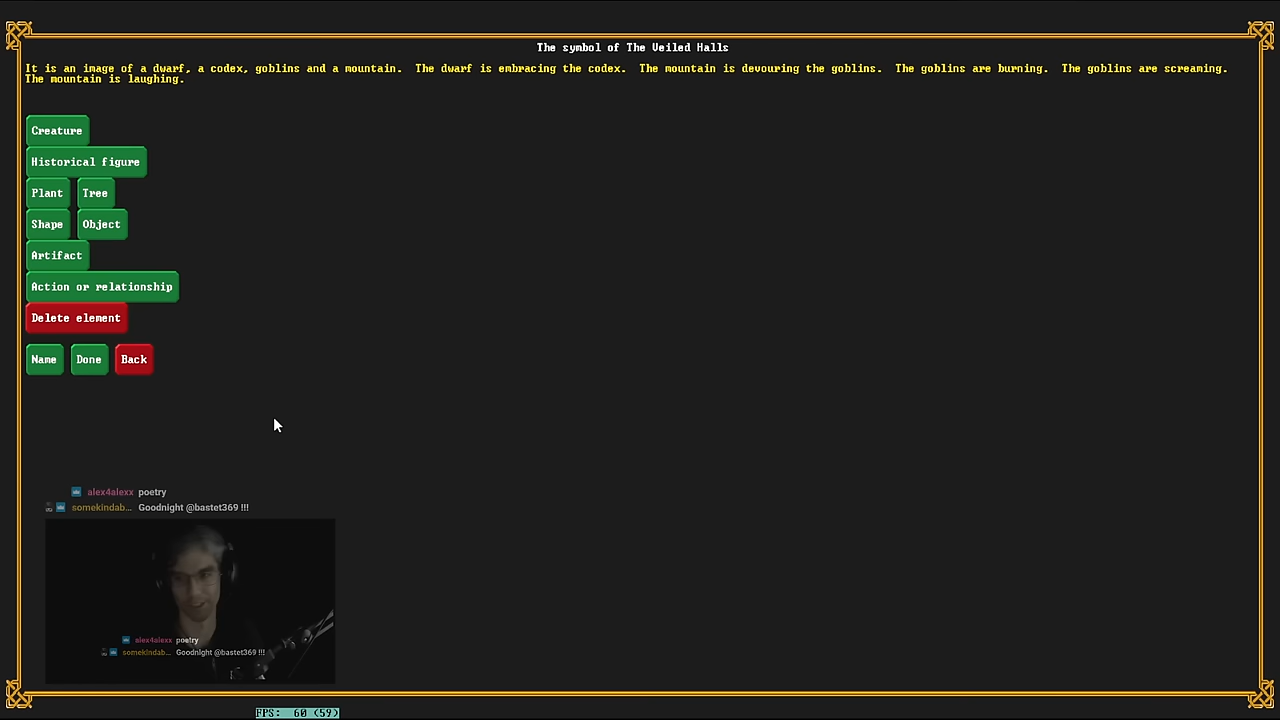 The symbol of The Veiled Halls
It is an image of a dwarf, a codex, goblins and a mountain.  The dwarf is embracing the codex.  The mountain is devouring the goblins.  The goblins are burning.  The goblins are screaming.
The mountain is laughing.
Creature
Historical figure
Plant Tree
Shape Object
Artifact
Action or relationship
Delete element
Name Done Back
alex4alexx poetry
somekindab... Goodnight @bastet369 !!!
alex4alexx poetry
somekindab... Goodnight @bastet369 !!!
FPS: 60 (59)